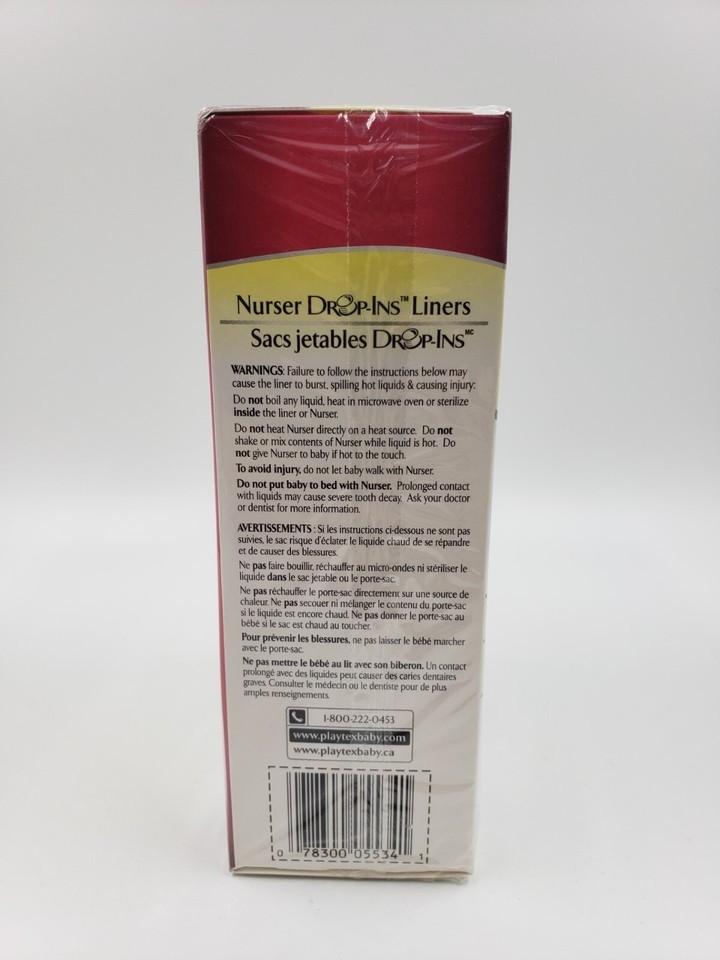 Nurser DROP-INS™ Liners
Sacs jetables DROP-INS MC
WARNINGS: Failure to follow the instructions below may
cause the liner to burst, spilling hot liquids & causing injury:
Do not boil any liquid, heat in microwave oven or sterilize
inside the liner or Nurser.
Do not heat Nurser directly on a heat source. Do not
shake or mix contents of Nurser while liquid is hot. Do
not give Nurser to baby if hot to the touch.
To avoid injury, do not let baby walk with Nurser.
Do not put baby to bed with Nurser. Prolonged contact
with liquids may cause severe tooth decay. Ask your doctor
or dentist for more information.
AVERTISSEMENTS : Si les instructions ci-dessous ne sont pas
suivies, le sac risque d'éclater, le liquide chaud de se répandre
et de causer des blessures.
Ne pas faire bouillir, réchauffer au micro-ondes ni stériliser le
liquide dans le sac jetable ou le porte-sac.
Ne pas réchauffer le porte-sac directement sur une source de
chaleur. Ne pas secouer ni mélanger le contenu du porte-sac
si le liquide est encore chaud. Ne pas donner le porte-sac au
bébé si le sac est chaud au toucher.
Pour prévenir les blessures, ne pas laisser le bébé marcher
avec le porte-sac.
Ne pas mettre le bébé au lit avec son biberon. Un contact
prolongé avec des liquides peut causer des caries dentaires
graves. Consulter le médecin ou le dentiste pour de plus
amples renseignements.
1-800-222-0453
www.playtexbaby.com
www.playtexbaby.ca
0 78300 05534 1